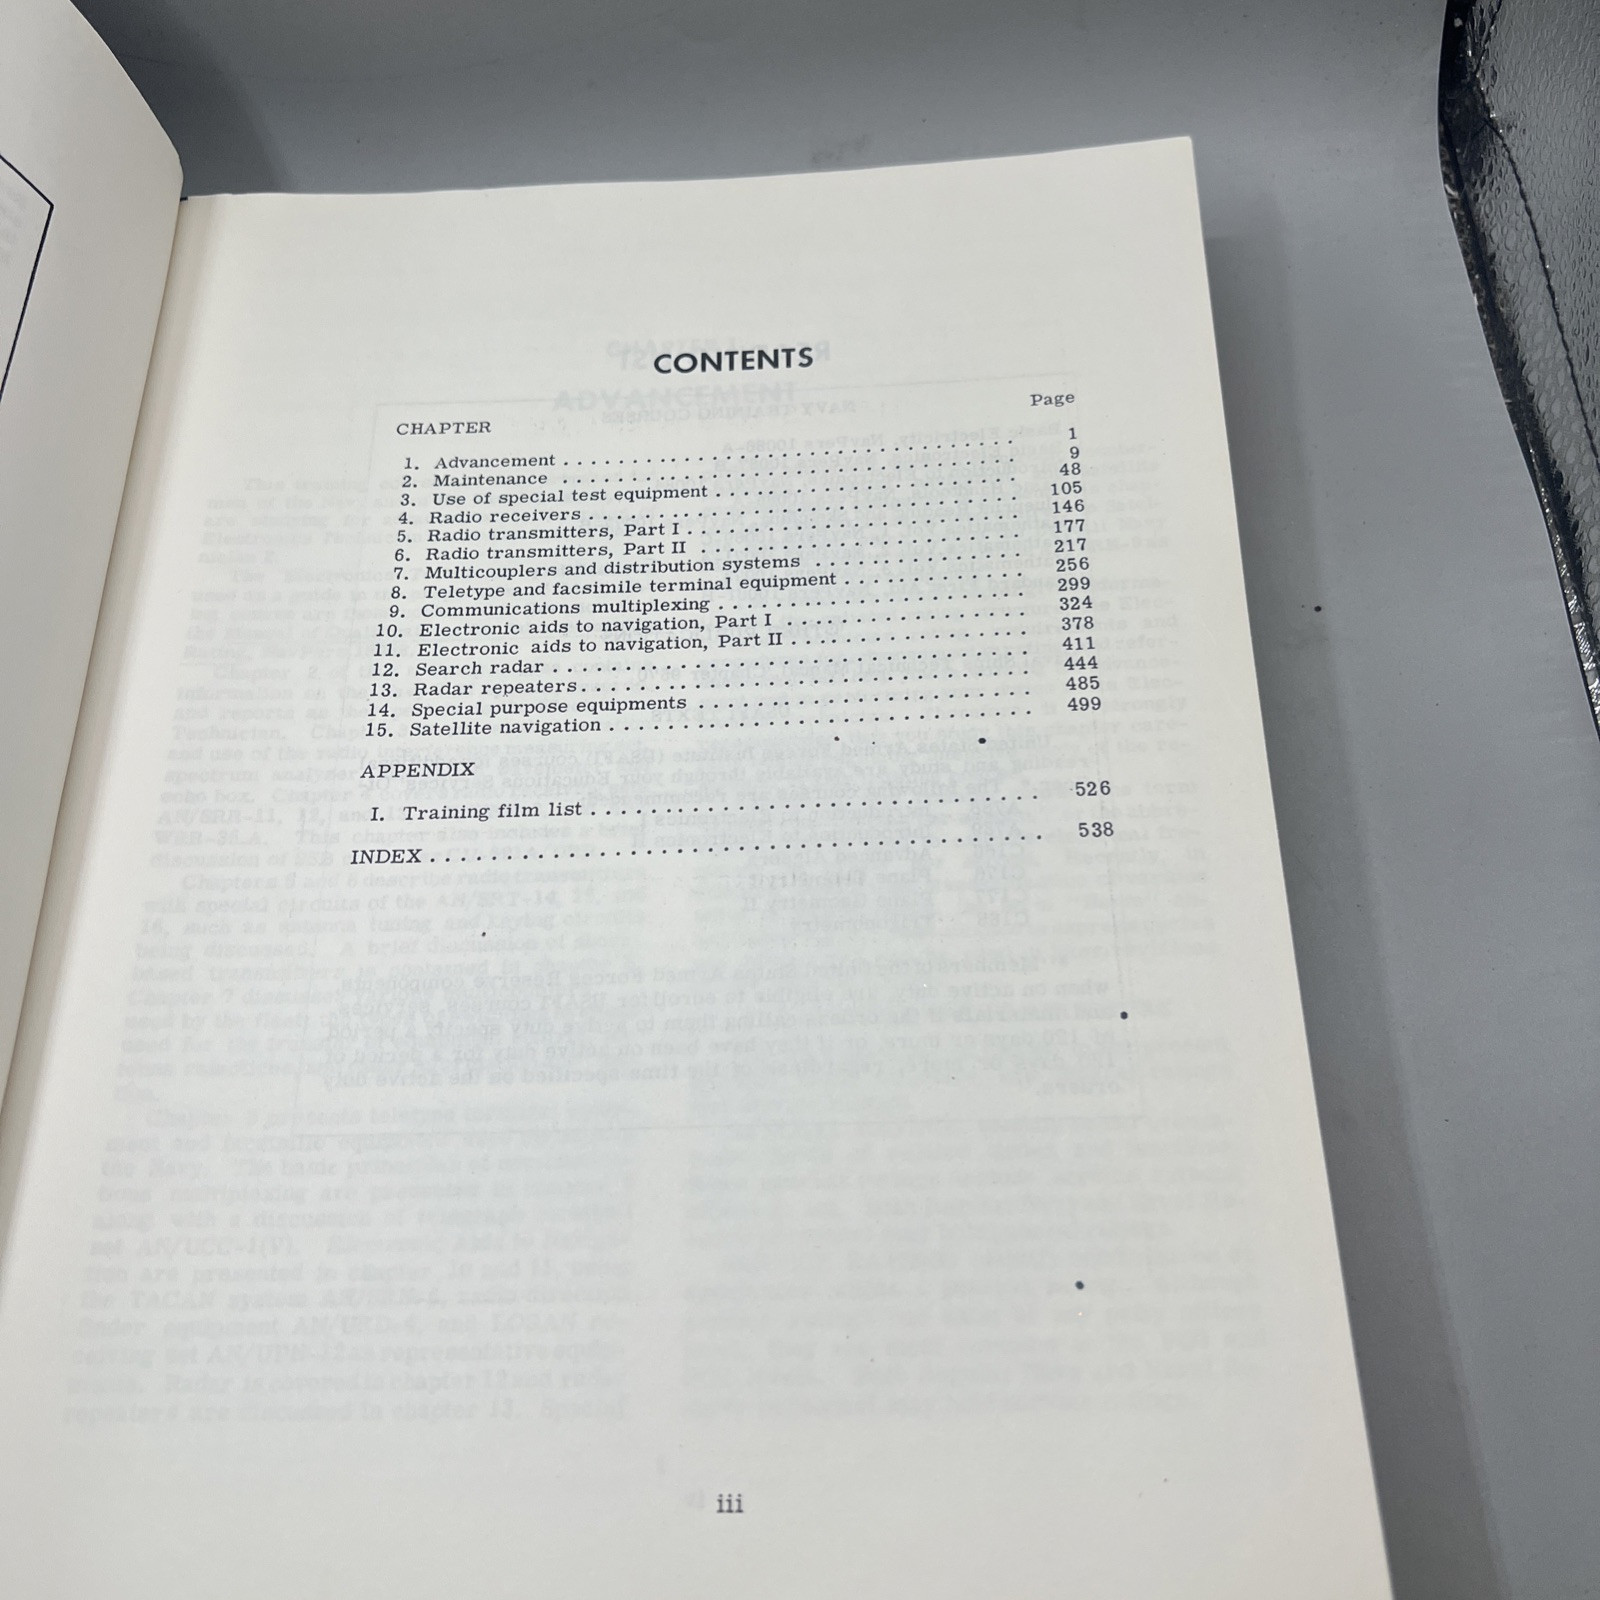 CONTENTS
CHAPTER Page
1. Advancement . . . . . . . . . . 1
2. Maintenance . . . . . . . . . . 9
3. Use of special test equipment . . . . . . . . . . 48
4. Radio receivers . . . . . . . . . . 105
5. Radio transmitters, Part I . . . . . . . . . . 146
6. Radio transmitters, Part II . . . . . . . . . . 177
7. Multicouplers and distribution systems . . . . . . . . . . 217
8. Teletype and facsimile terminal equipment . . . . . . . . . . 256
9. Communications multiplexing . . . . . . . . . . 299
10. Electronic aids to navigation, Part I . . . . . . . . . . 324
11. Electronic aids to navigation, Part II . . . . . . . . . . 378
12. Search radar . . . . . . . . . . 411
13. Radar repeaters . . . . . . . . . . 444
14. Special purpose equipments . . . . . . . . . . 485
15. Satellite navigation . . . . . . . . . . 499
APPENDIX
I. Training film list . . . . . . . . . . 526
INDEX . . . . . . . . . . 538
iii